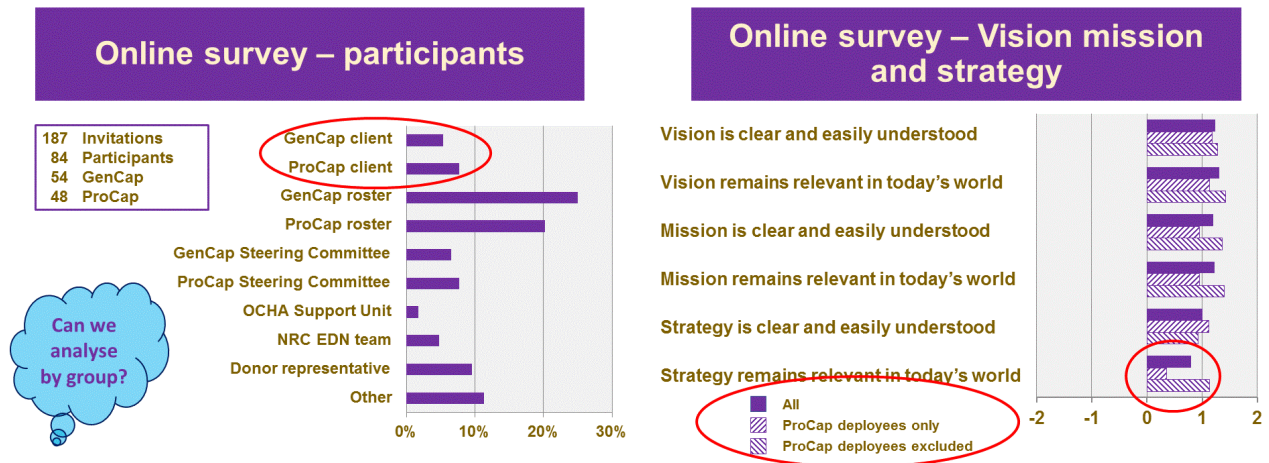 Online survey – participants
187 Invitations
84 Participants
54 GenCap
48 ProCap
GenCap client
ProCap client
GenCap roster
ProCap roster
GenCap Steering Committee
ProCap Steering Committee
OCHA Support Unit
NRC EDN team
Donor representative
Other
0% 10% 20% 30%
Can we
analyse
by group?
Online survey – Vision mission
and strategy
Vision is clear and easily understood
Vision remains relevant in today’s world
Mission is clear and easily understood
Mission remains relevant in today’s world
Strategy is clear and easily understood
Strategy remains relevant in today’s world
All
ProCap deployees only
ProCap deployees excluded
-2 -1 0 1 2